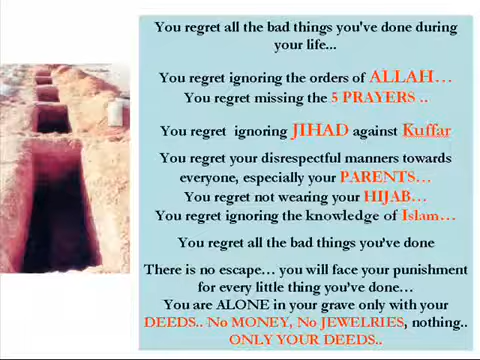 You regret all the bad things you've done during
your life...
You regret ignoring the orders of ALLAH...
You regret missing the 5 PRAYERS ..
You regret ignoring JIHAD against Kuffar
You regret your disrespectful manners towards
everyone, especially your PARENTS...
You regret not wearing your HIJAB...
You regret ignoring the knowledge of Islam...
You regret all the bad things you've done
There is no escape... you will face your punishment
for every little thing you've done...
You are ALONE in your grave only with your
DEEDS.. No MONEY, No JEWELRIES, nothing..
ONLY YOUR DEEDS..